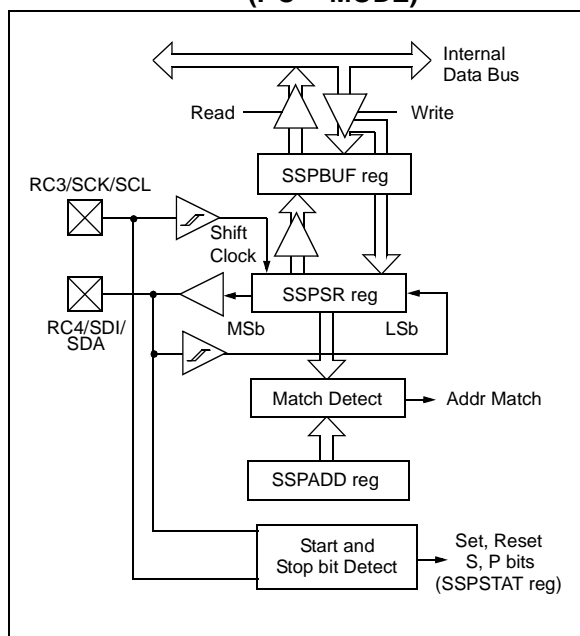 MODE)
Internal
Data Bus
Read
Write
SSPBUF reg
RC3/SCK/SCL
Shift
Clock
SSPSR reg
MSb
LSb
RC4/SDI/
SDA
Match Detect
Addr Match
SSPADD reg
Start and
Stop bit Detect
Set, Reset
S, P bits
(SSPSTAT reg)